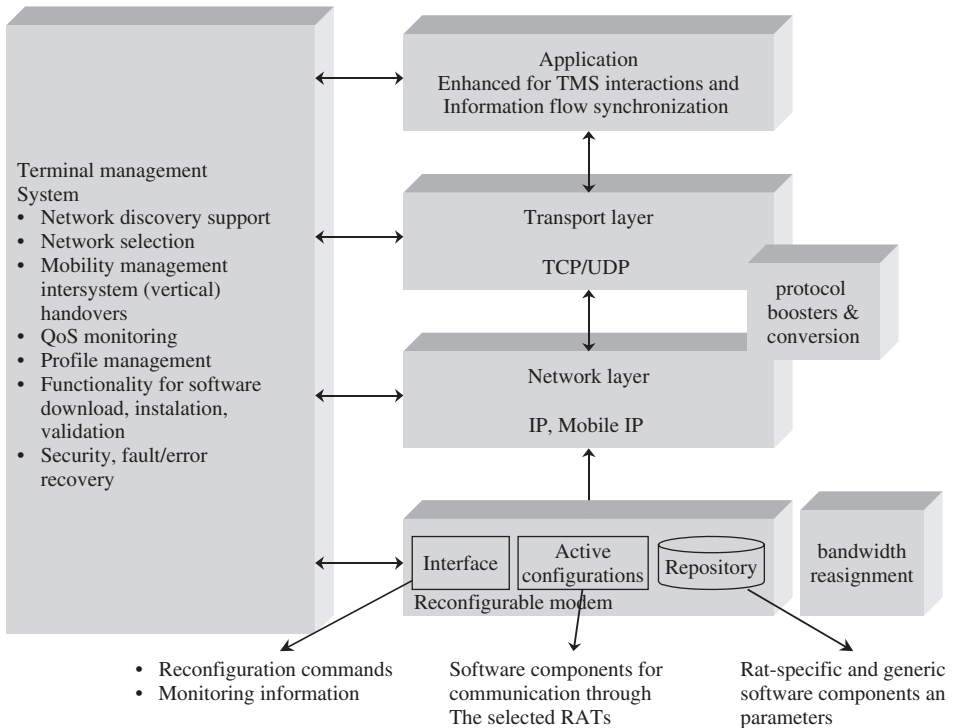 Terminal management
System
• Network discovery support
• Network selection
• Mobility management
intersystem (vertical)
handovers
• QoS monitoring
• Profile management
• Functionality for software
download, instalation,
validation
• Security, fault/error
recovery
Application
Enhanced for TMS interactions and
Information flow synchronization
Transport layer
TCP/UDP
protocol
boosters &
conversion
Network layer
IP, Mobile IP
Interface
Active
configurations
Repository
Reconfigurable modem
bandwidth
reasignment
• Reconfiguration commands
• Monitoring information
Software components for
communication through
The selected RATs
Rat-specific and generic
software components an
parameters